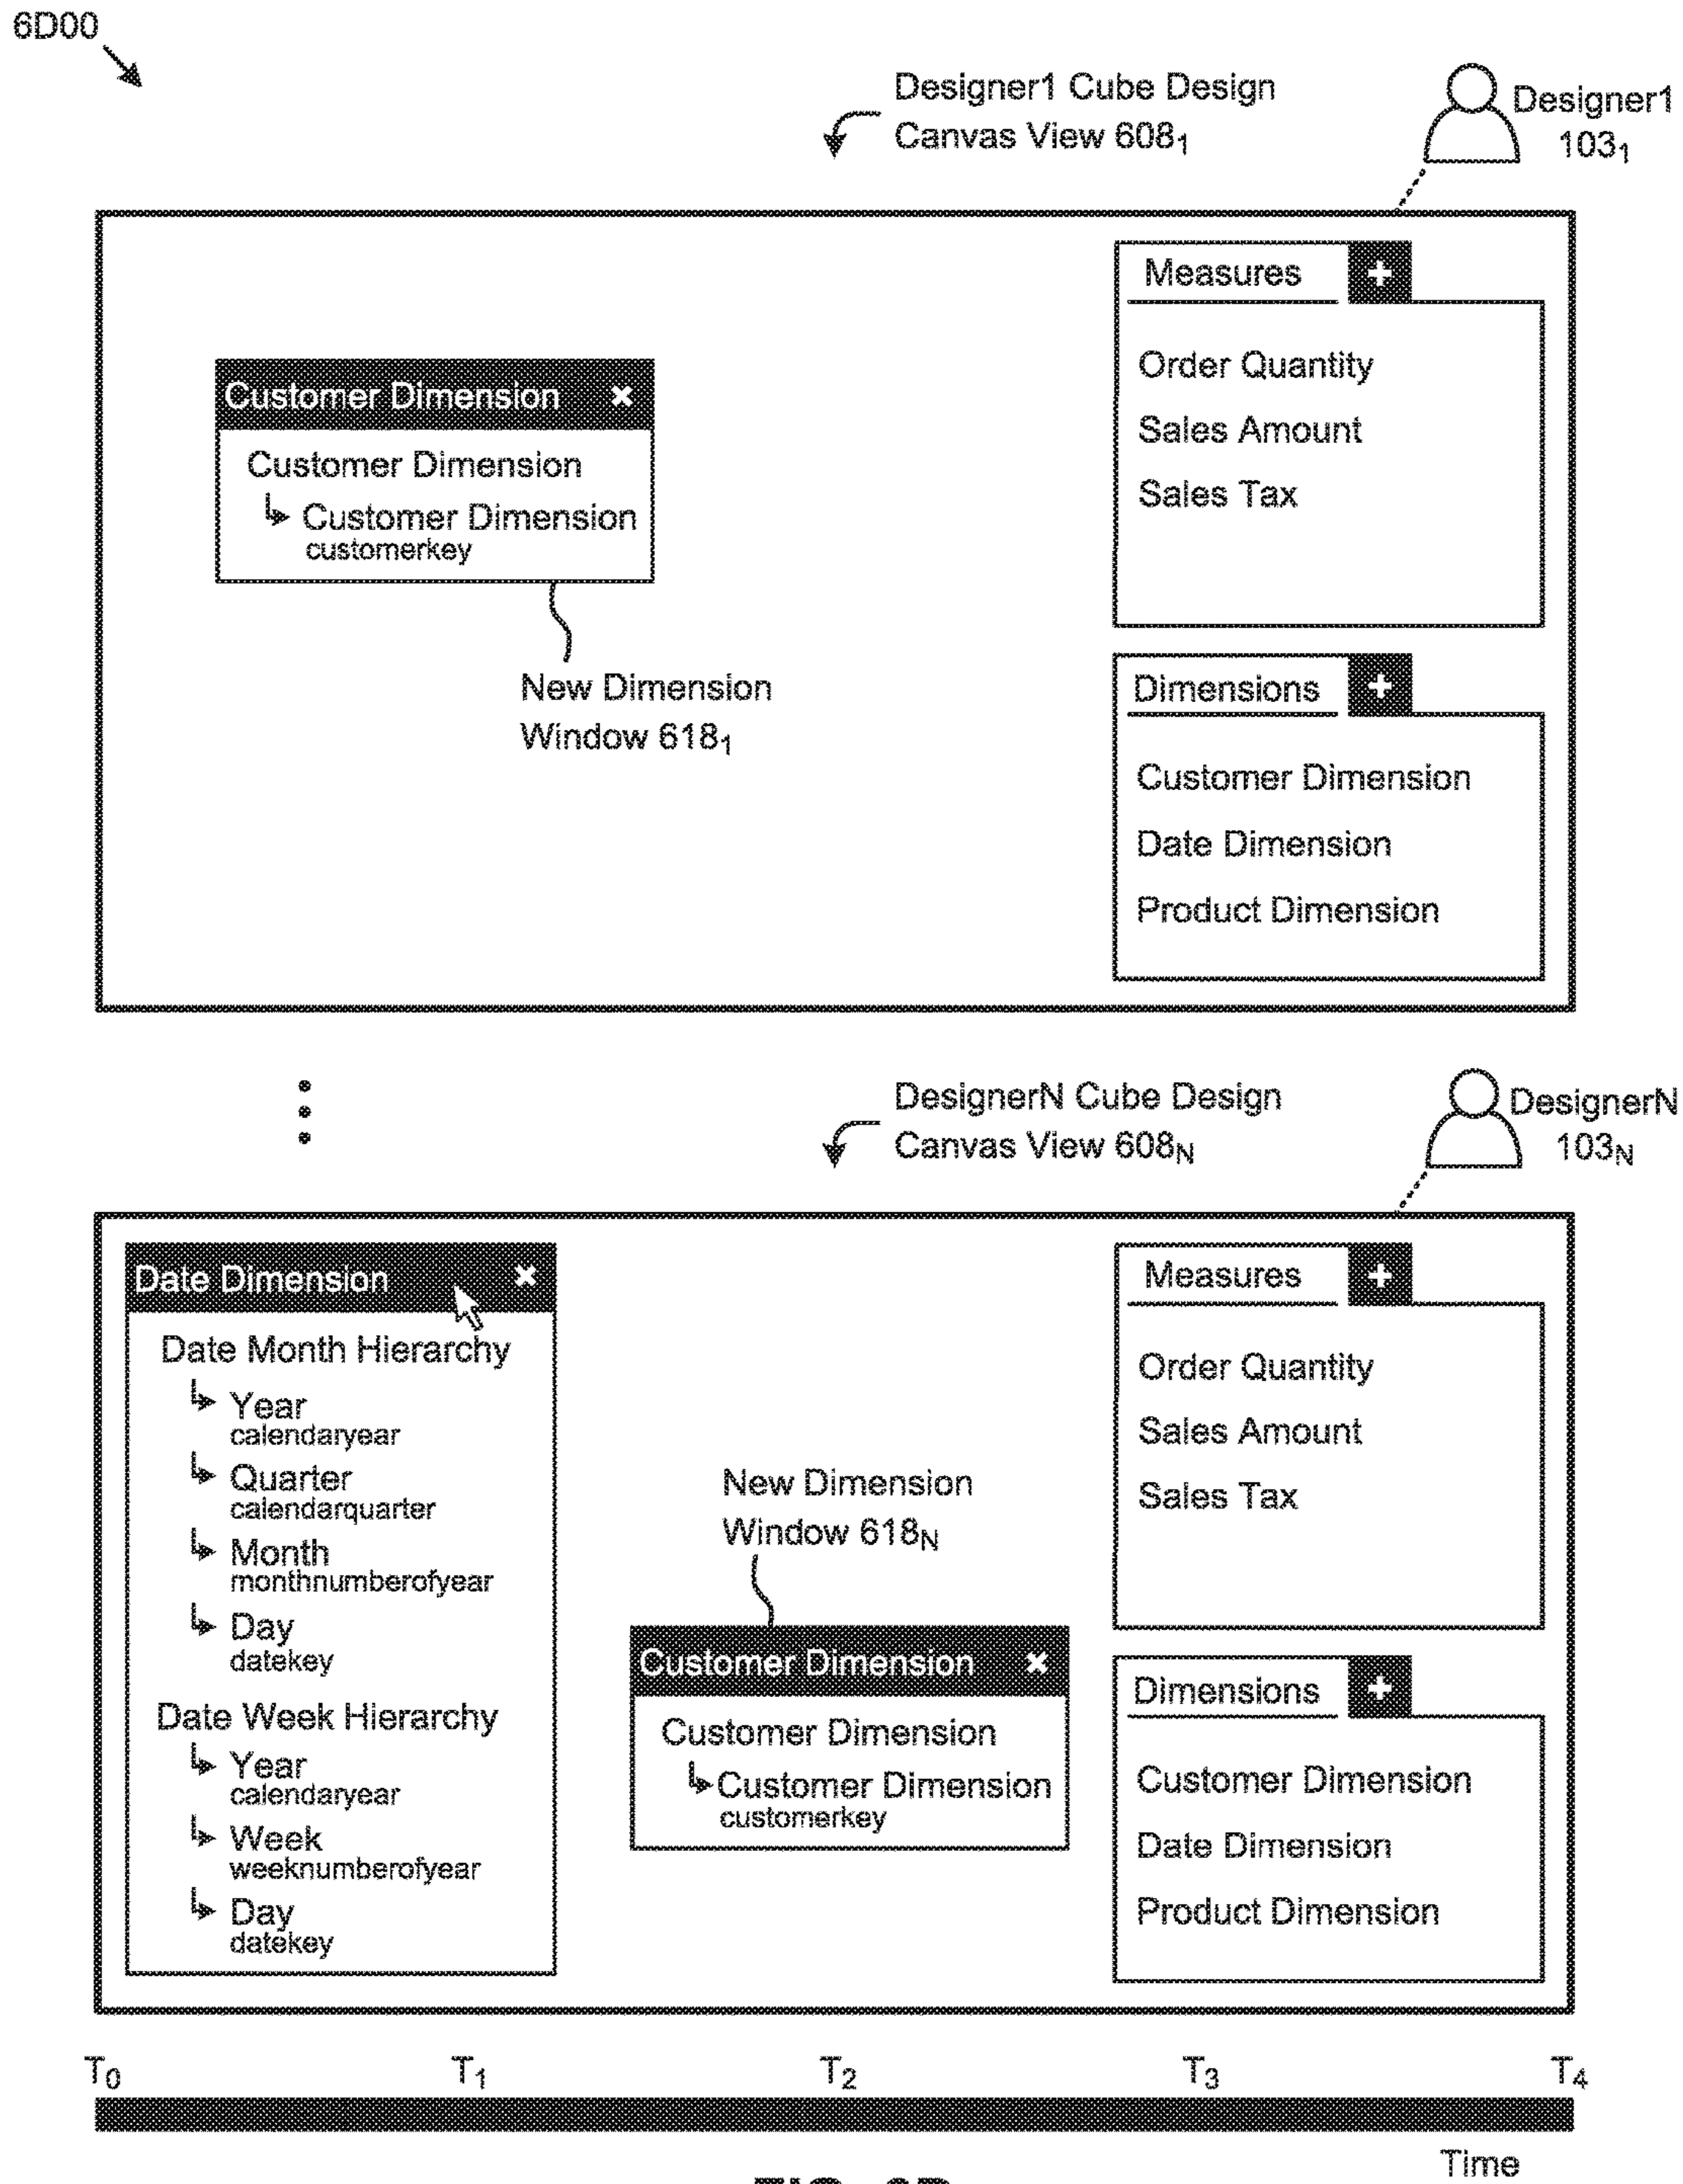 6D00
Designer1 Cube Design
Canvas View 608₁
Designer1
103₁
Measures +
Order Quantity
Sales Amount
Sales Tax
Customer Dimension ×
Customer Dimension
Customer Dimension
customerkey
New Dimension
Window 618₁
Dimensions +
Customer Dimension
Date Dimension
Product Dimension
DesignerN Cube Design
Canvas View 608N
DesignerN
103N
Date Dimension ×
Date Month Hierarchy
Year
calendaryear
Quarter
calendarquarter
Month
monthnumberofyear
Day
datekey
Date Week Hierarchy
Year
calendaryear
Week
weeknumberofyear
Day
datekey
New Dimension
Window 618N
Customer Dimension ×
Customer Dimension
Customer Dimension
customerkey
Measures +
Order Quantity
Sales Amount
Sales Tax
Dimensions +
Customer Dimension
Date Dimension
Product Dimension
T₀ T₁ T₂ T₃ T₄
Time